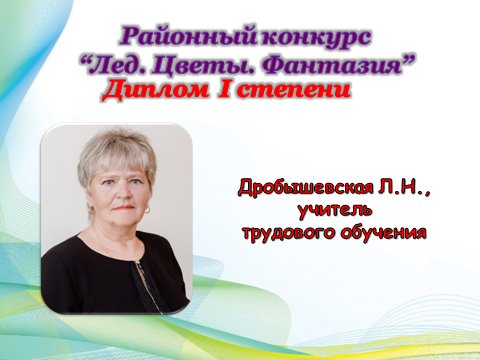 Районный конкурс
“Лед. Цветы. Фантазия”
Диплом I степени
Дробышевская Л.Н.,
учитель
трудового обучения